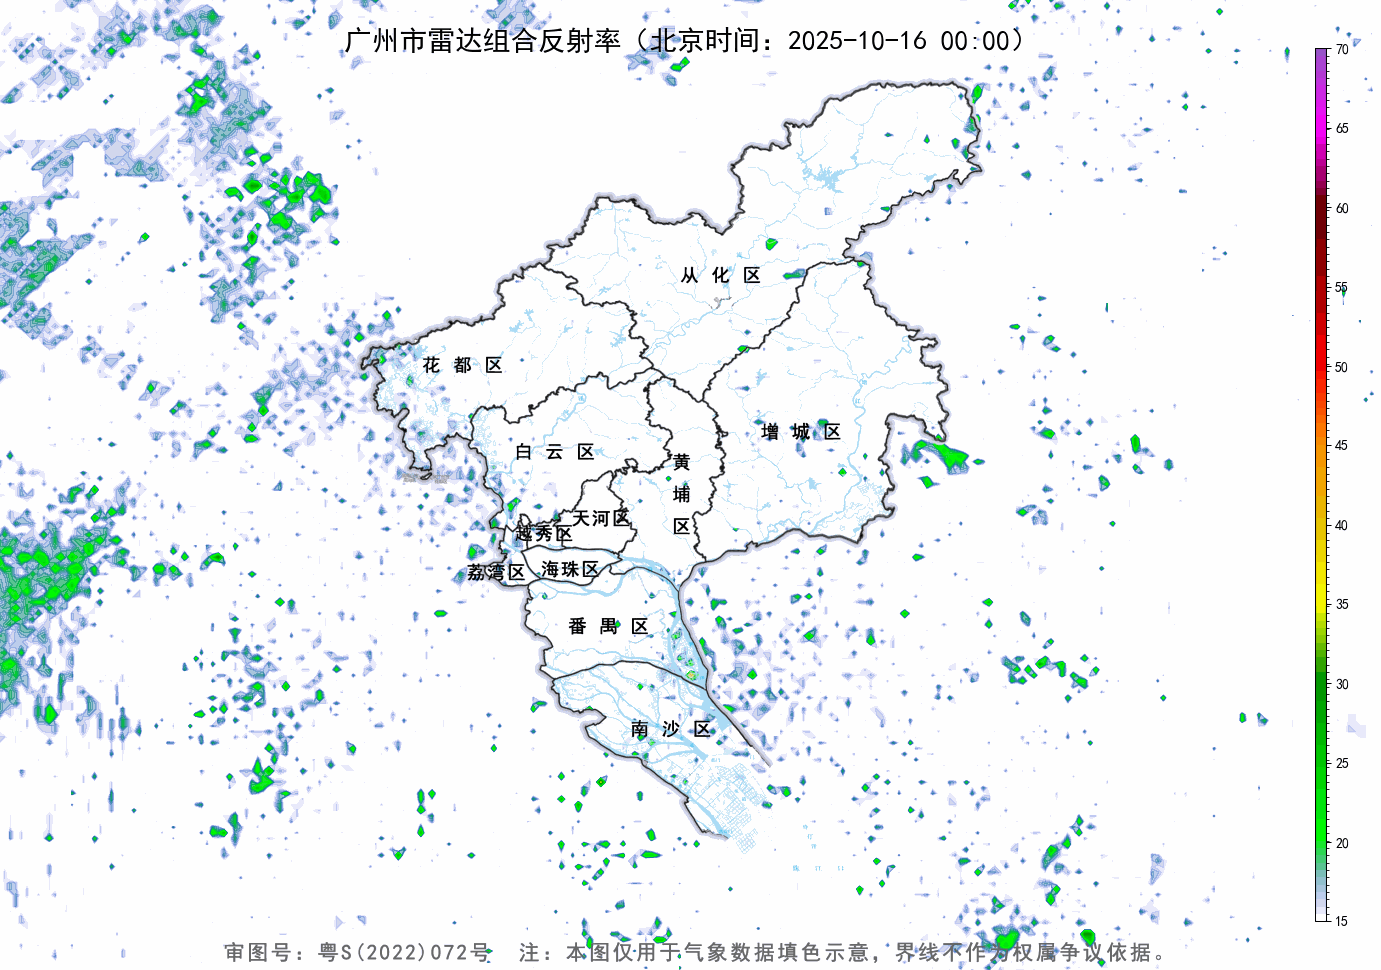 广州市雷达组合反射率（北京时间：2025-10-16 00:00）
70
65
60
55
50
45
40
35
30
25
20
15
从化区
花都区
增城区
白云区
黄埔区
天河区
越秀区
荔湾区
海珠区
番禺区
南沙区
审图号：粤S(2022)072号 注：本图仅用于气象数据填色示意，界线不作为权属争议依据。